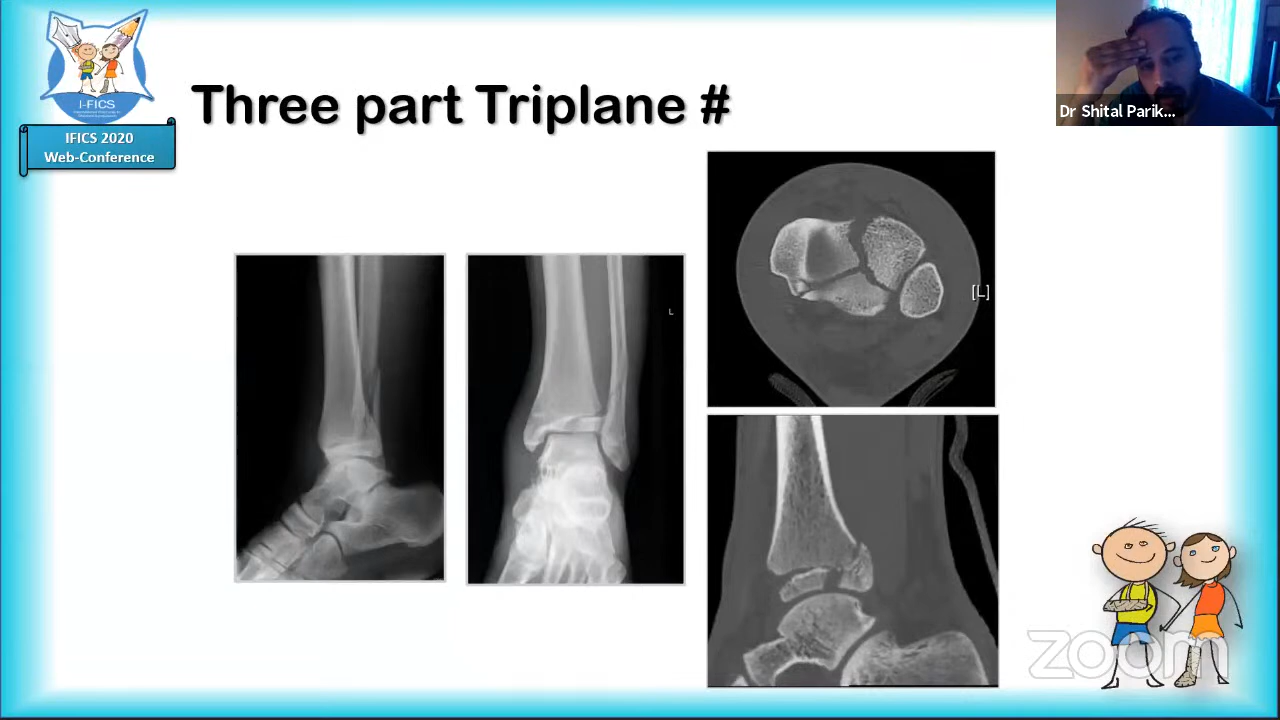 I-FICS
IFICS 2020
Web-Conference
Three part Triplane #
Dr Shital Parik...
L
[L]
zoom